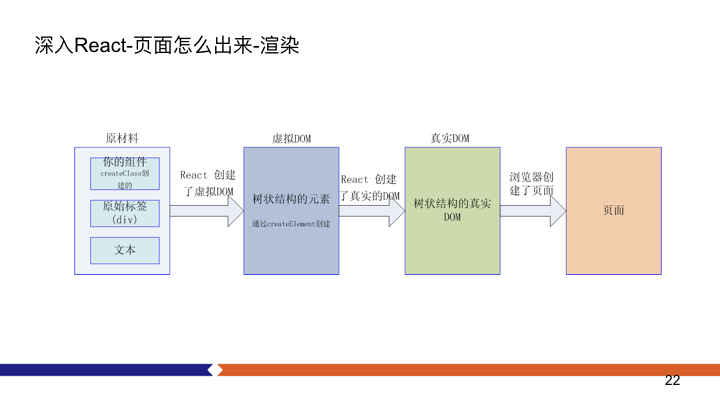 深入React-页面怎么出来-渲染
原材料
你的组件
createClass创
建的
原始标签
(div)
文本
React 创建
了虚拟DOM
虚拟DOM
树状结构的元素
通过createElement创建
React 创建
了真实的DOM
真实DOM
树状结构的真实
DOM
浏览器创
建了页面
页面
22